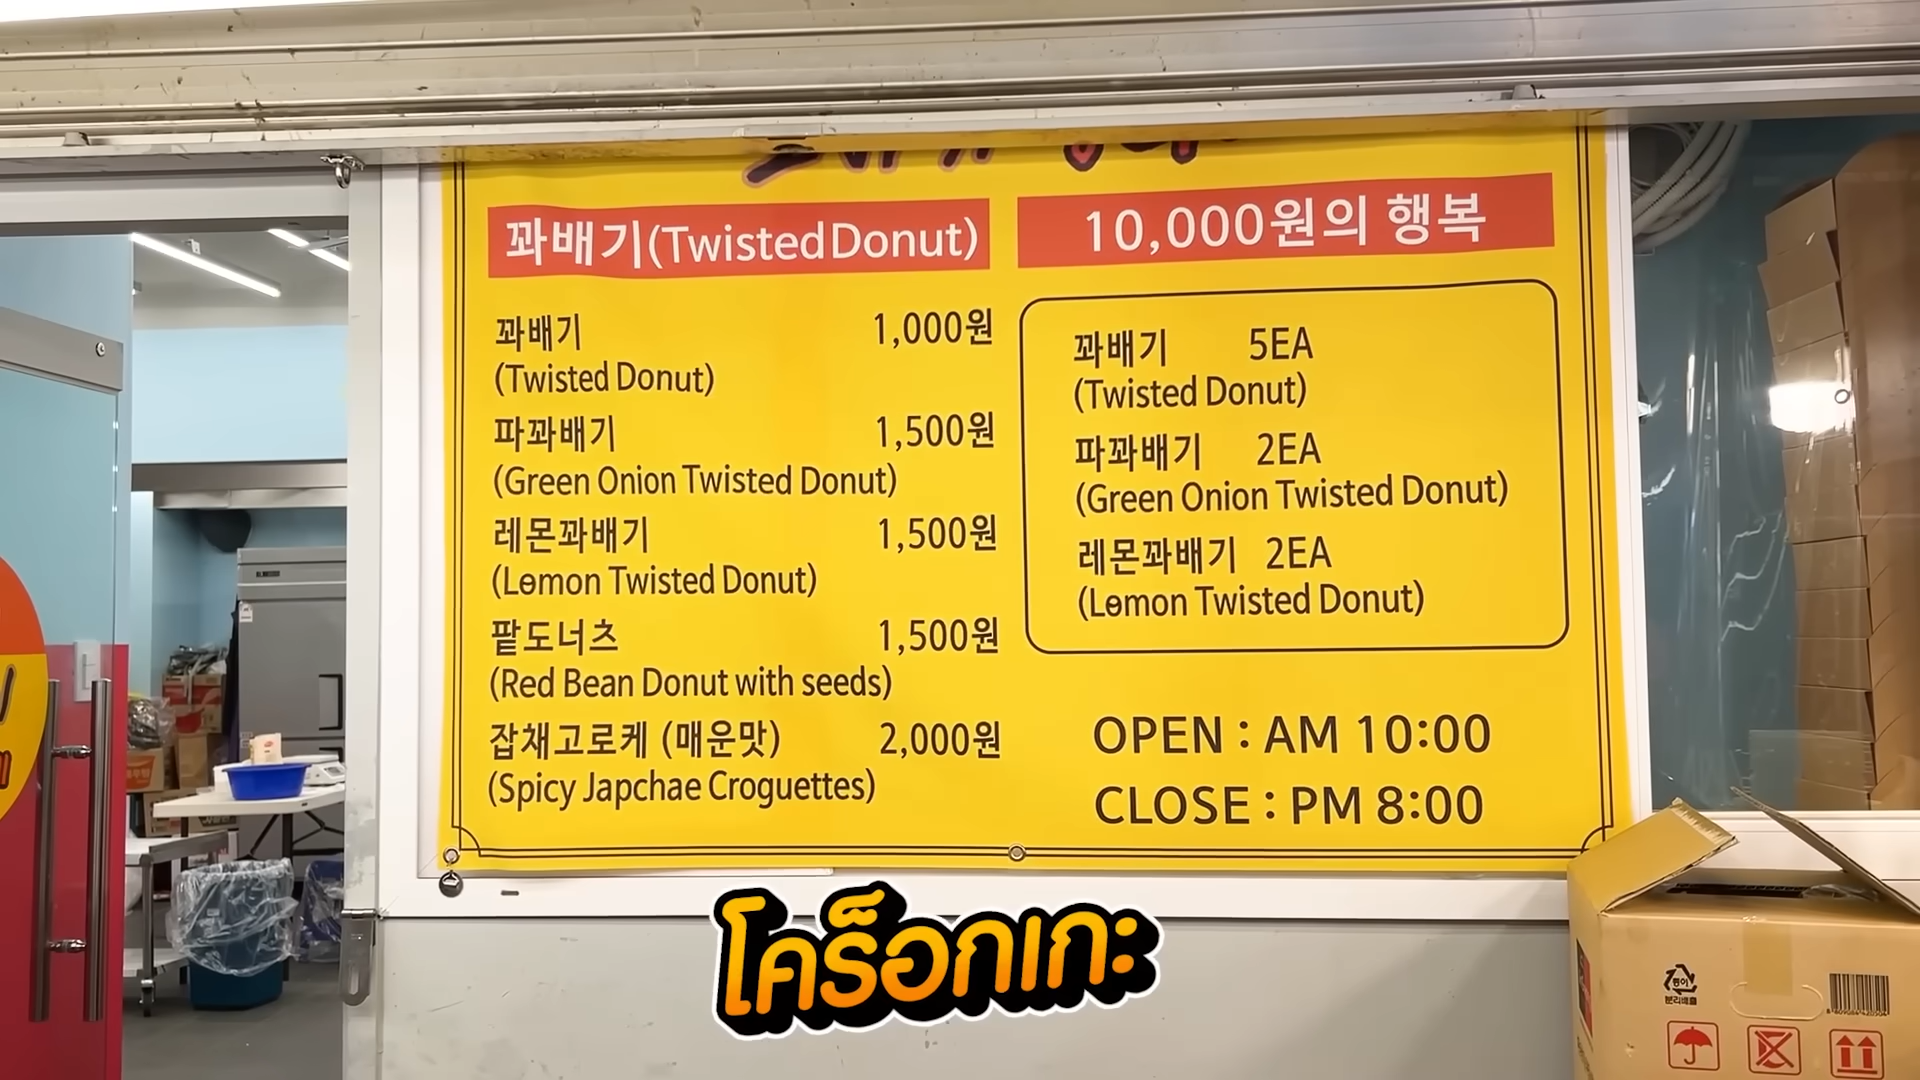 꽈배기(Twisted Donut)
꽈배기 1,000원
(Twisted Donut)
파꽈배기 1,500원
(Green Onion Twisted Donut)
레몬꽈배기 1,500원
(Lemon Twisted Donut)
팥도너츠 1,500원
(Red Bean Donut with seeds)
잡채고로케 (매운맛) 2,000원
(Spicy Japchae Croguettes)
10,000원의 행복
꽈배기 5EA
(Twisted Donut)
파꽈배기 2EA
(Green Onion Twisted Donut)
레몬꽈배기 2EA
(Lemon Twisted Donut)
OPEN : AM 10:00
CLOSE : PM 8:00
โคร็อกเกะ
종이
분리배출